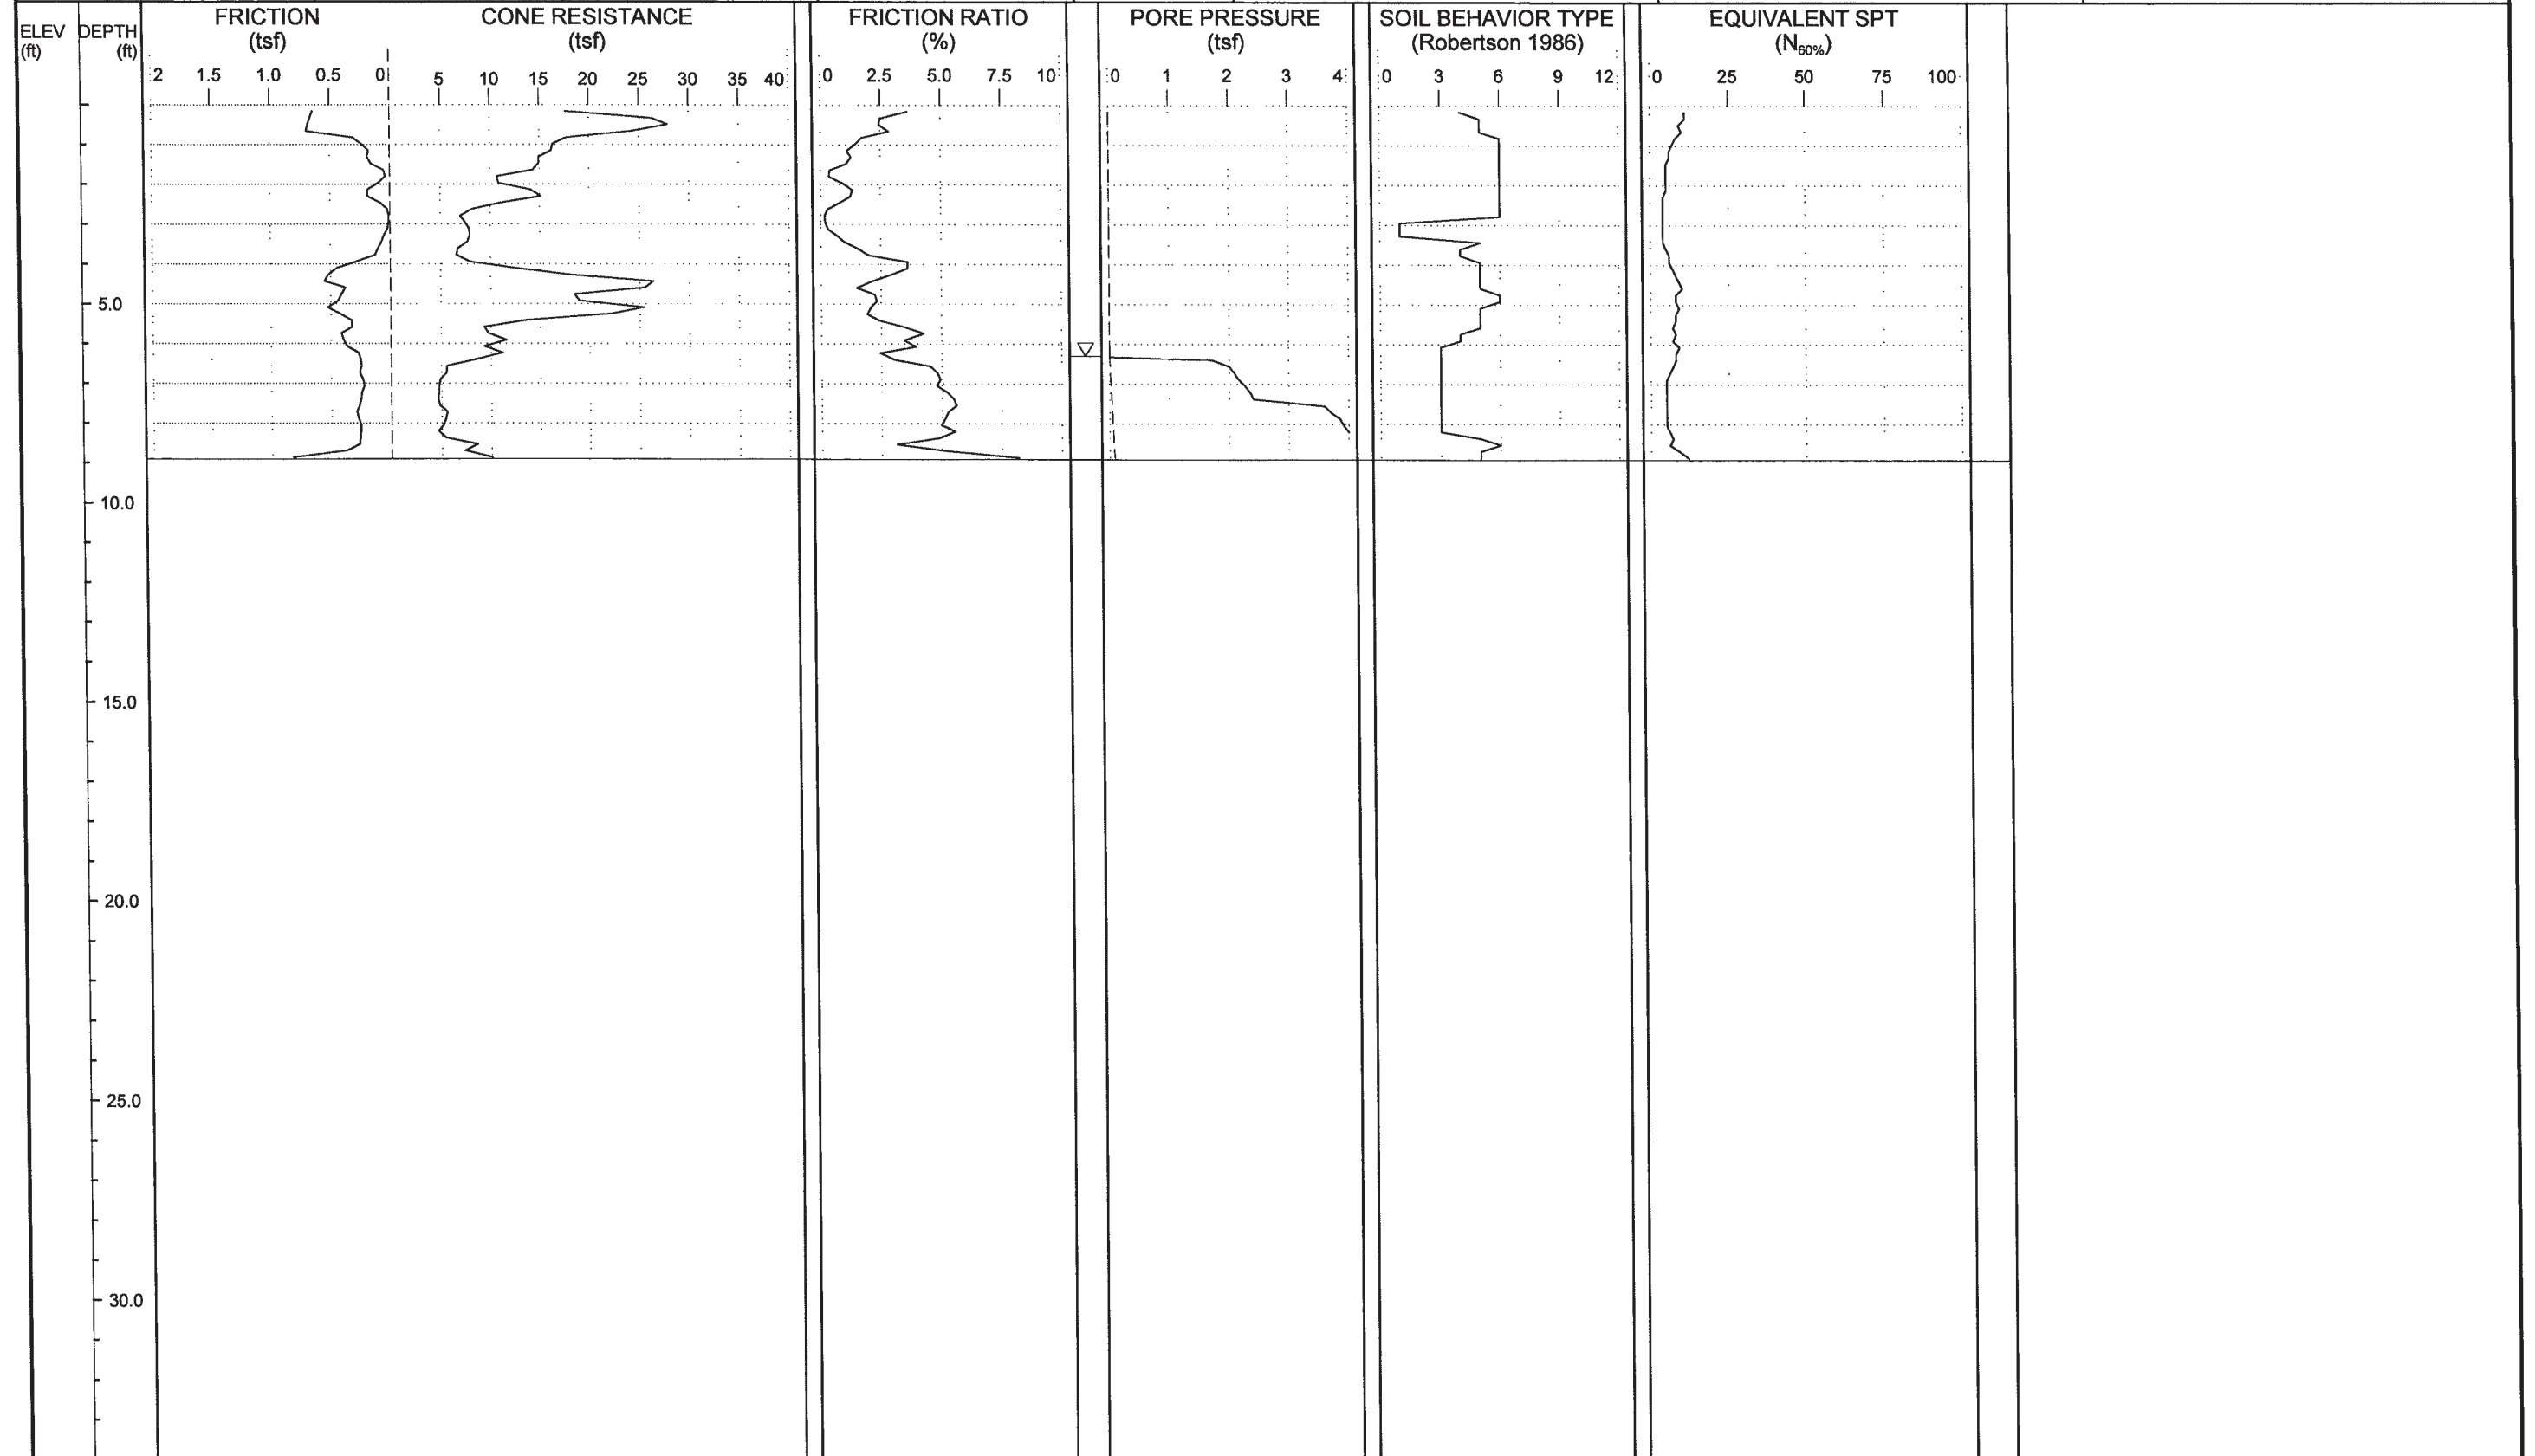 ELEV
(ft)
DEPTH
(ft)
FRICTION
(tsf)
CONE RESISTANCE
(tsf)
FRICTION RATIO
(%)
PORE PRESSURE
(tsf)
SOIL BEHAVIOR TYPE
(Robertson 1986)
EQUIVALENT SPT
(N60%)
2 1.5 1.0 0.5 0 5 10 15 20 25 30 35 40
0 2.5 5.0 7.5 10
0 1 2 3 4
0 3 6 9 12
0 25 50 75 100
5.0
10.0
15.0
20.0
25.0
30.0